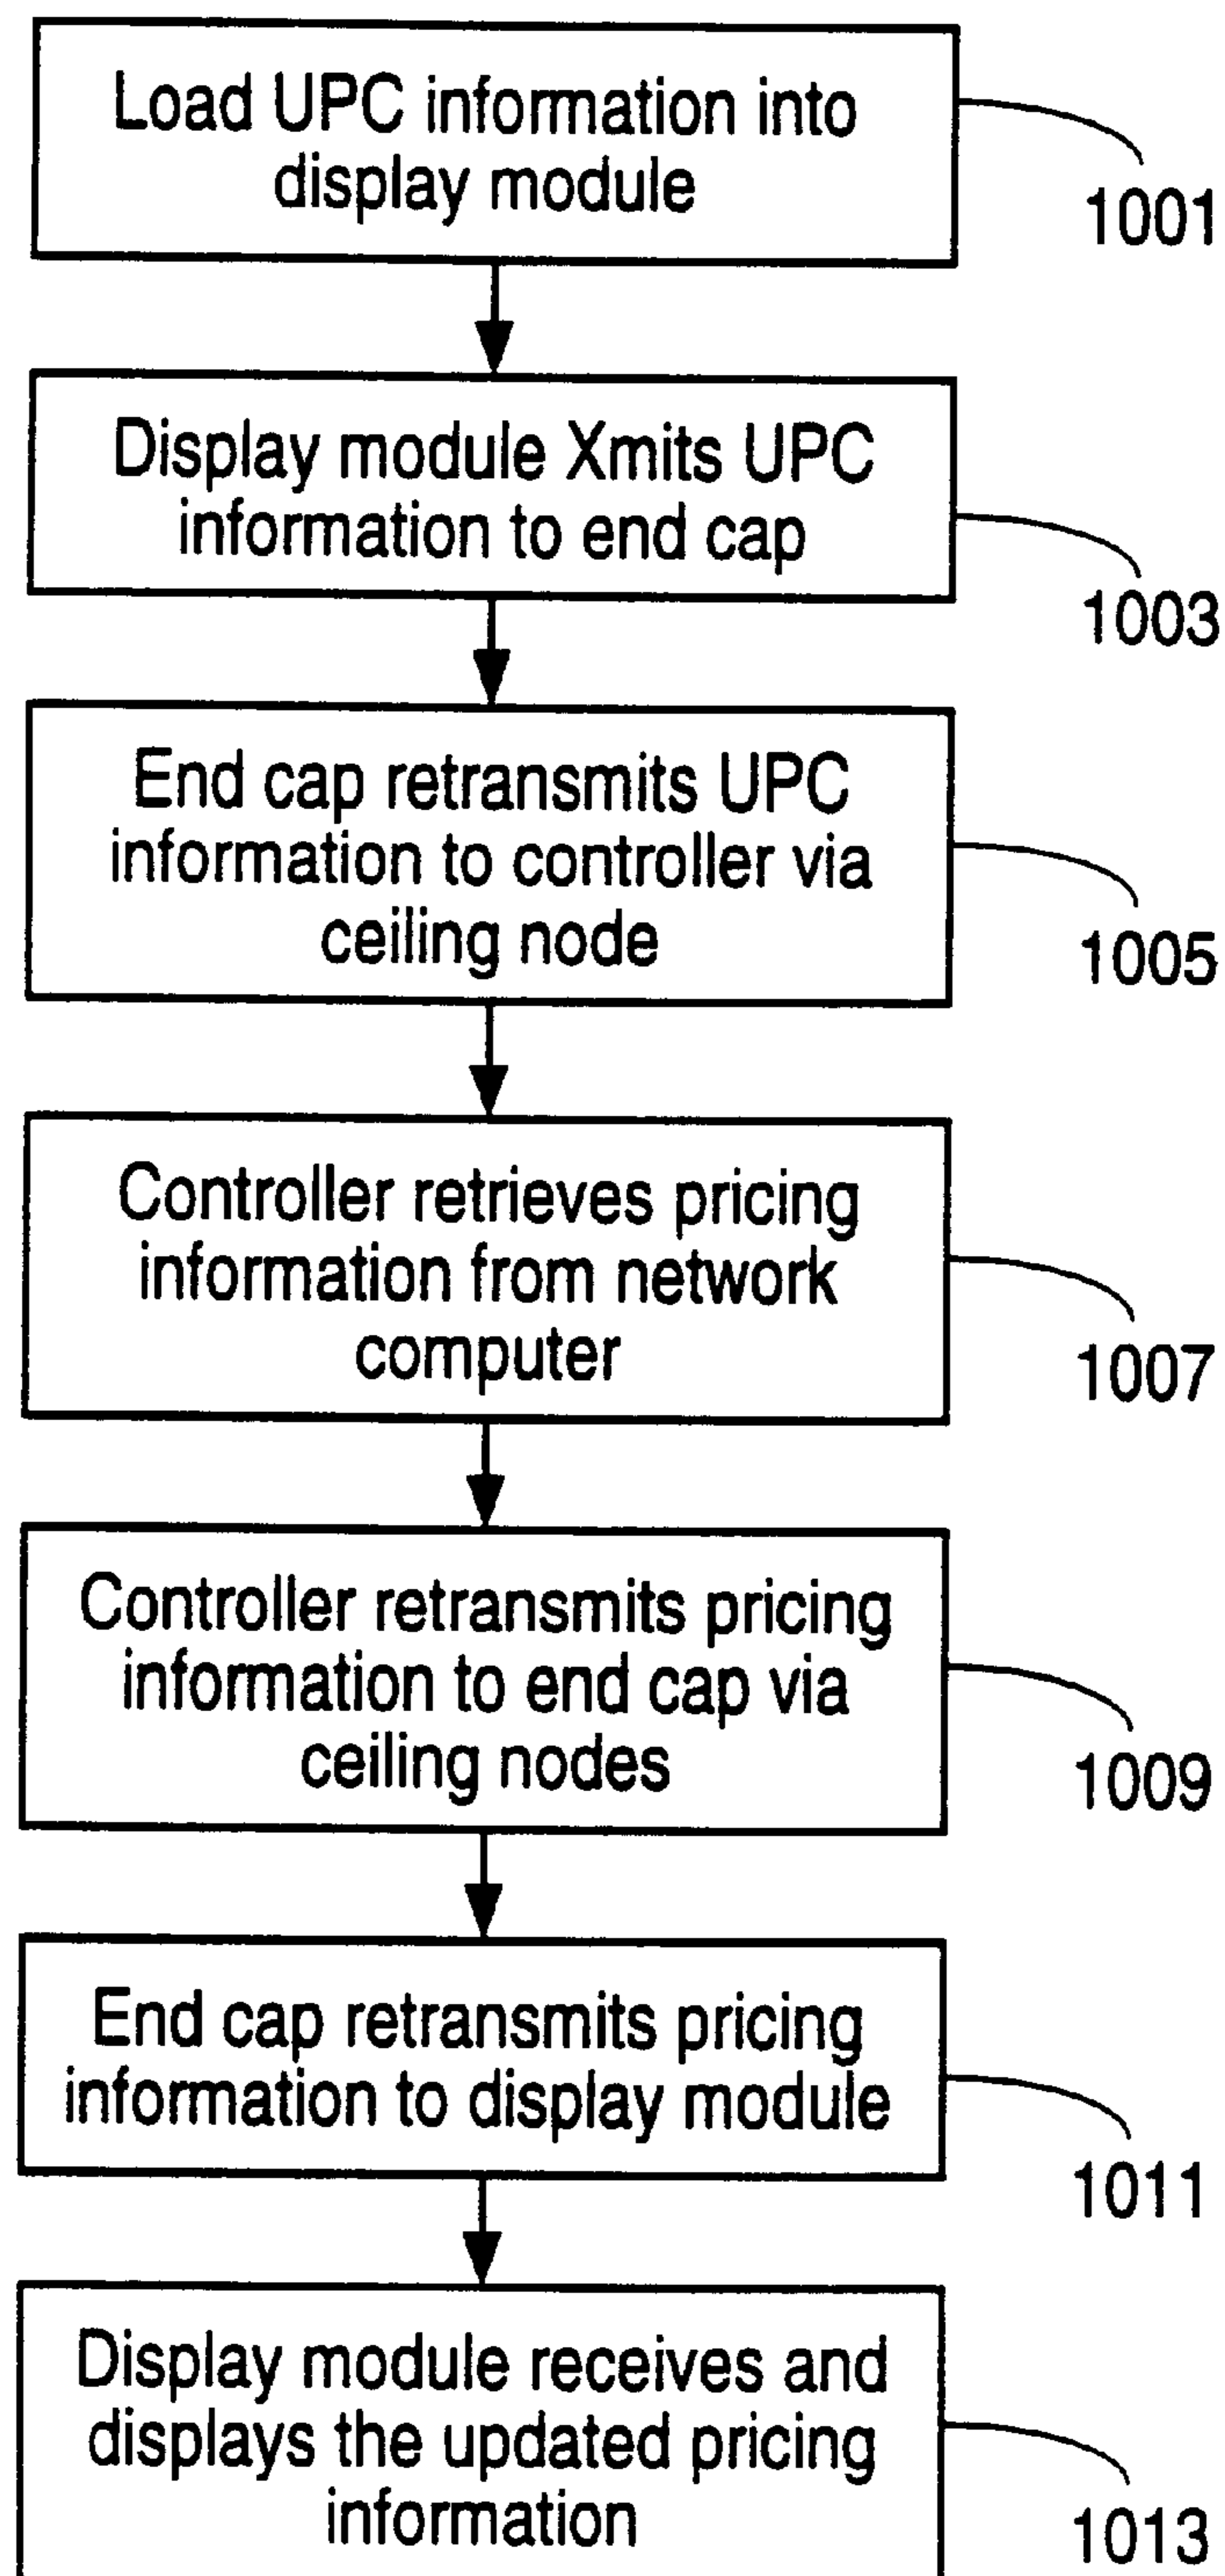 Load UPC information into
display module
1001
Display module Xmits UPC
information to end cap
1003
End cap retransmits UPC
information to controller via
ceiling node
1005
Controller retrieves pricing
information from network
computer
1007
Controller retransmits pricing
information to end cap via
ceiling nodes
1009
End cap retransmits pricing
information to display module
1011
Display module receives and
displays the updated pricing
information
1013